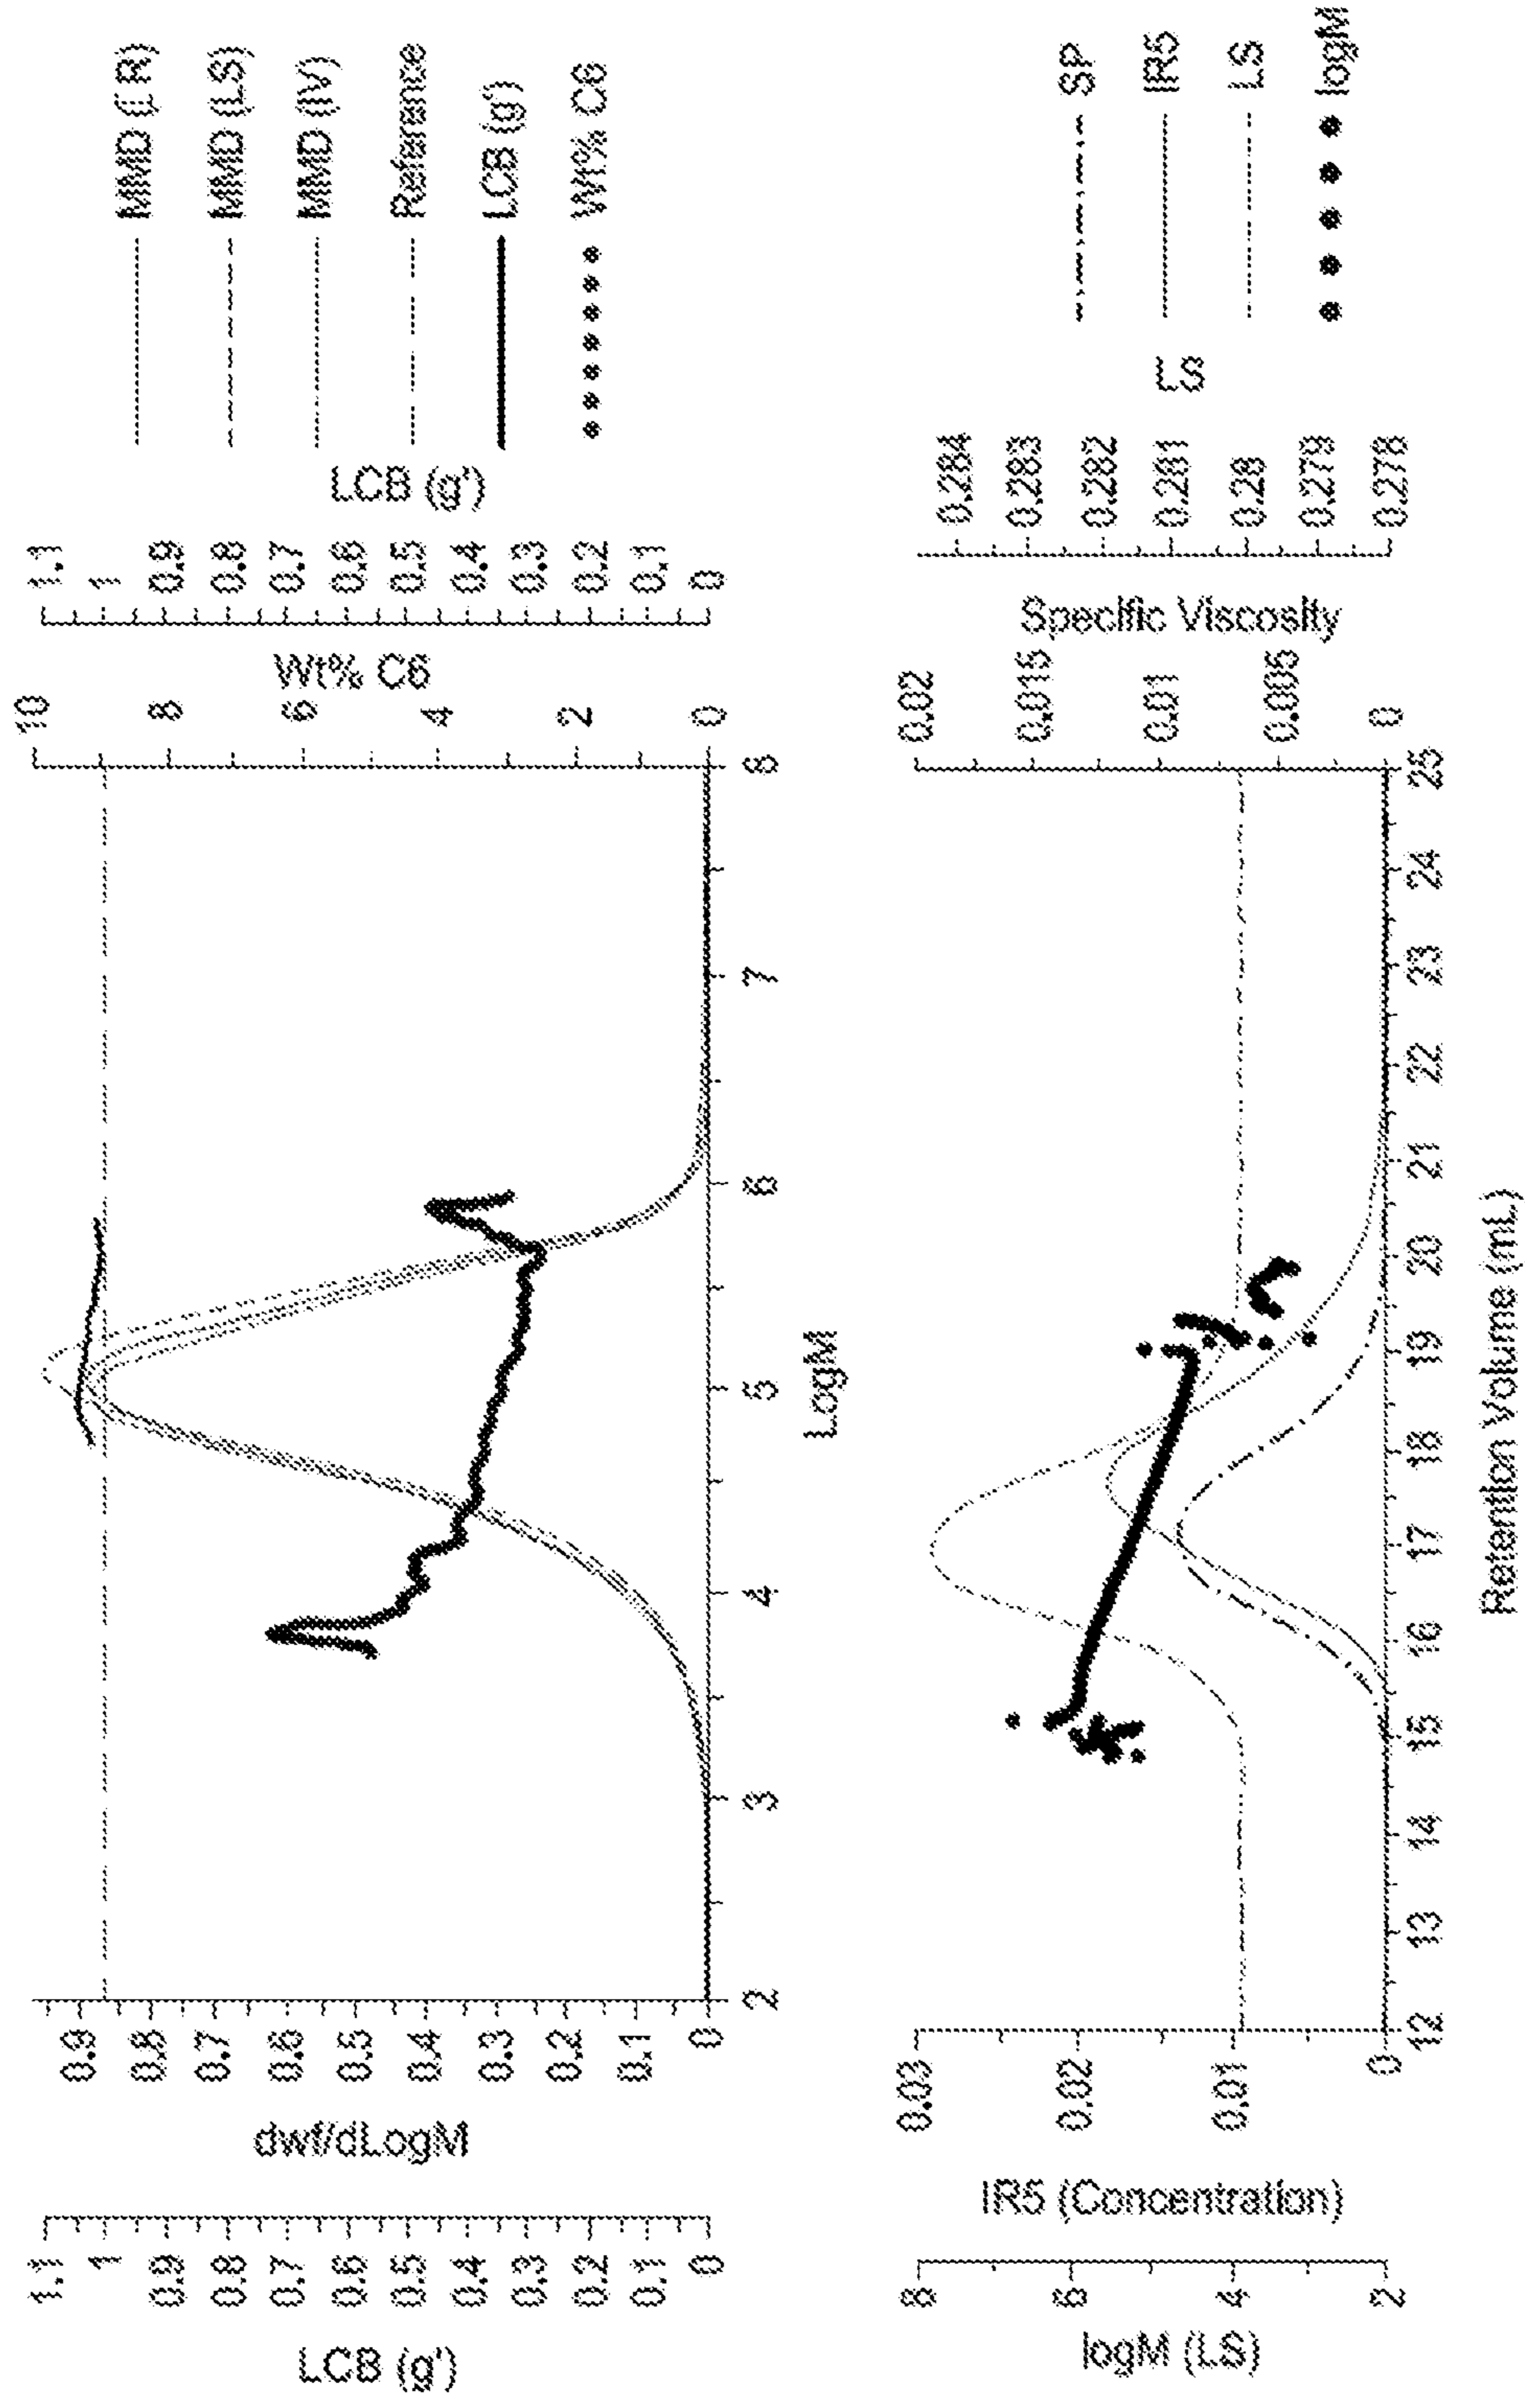 LCB (g')
1.1
1
0.9
0.8
0.7
0.6
0.5
0.4
0.3
0.2
0.1
0
dwf/dLogM
0.9
0.8
0.7
0.6
0.5
0.4
0.3
0.2
0.1
0
2 3 4 5 6 7 8
LogM
Wt% C6
10
8
6
4
2
0
LCB (g')
1.1
1
0.9
0.8
0.7
0.6
0.5
0.4
0.3
0.2
0.1
0
MMD (IR)
MMD (LS)
MMD (IV)
Reference
LCB (g')
Wt% C6
logM (LS)
8
6
4
2
IR5 (Concentration)
0.03
0.02
0.01
0
12 13 14 15 16 17 18 19 20 21 22 23 24 25
Retention Volume (mL)
Specific Viscosity
0.02
0.015
0.01
0.005
0
LS
0.284
0.283
0.282
0.281
0.28
0.279
0.278
SP
IR5
LS
logM